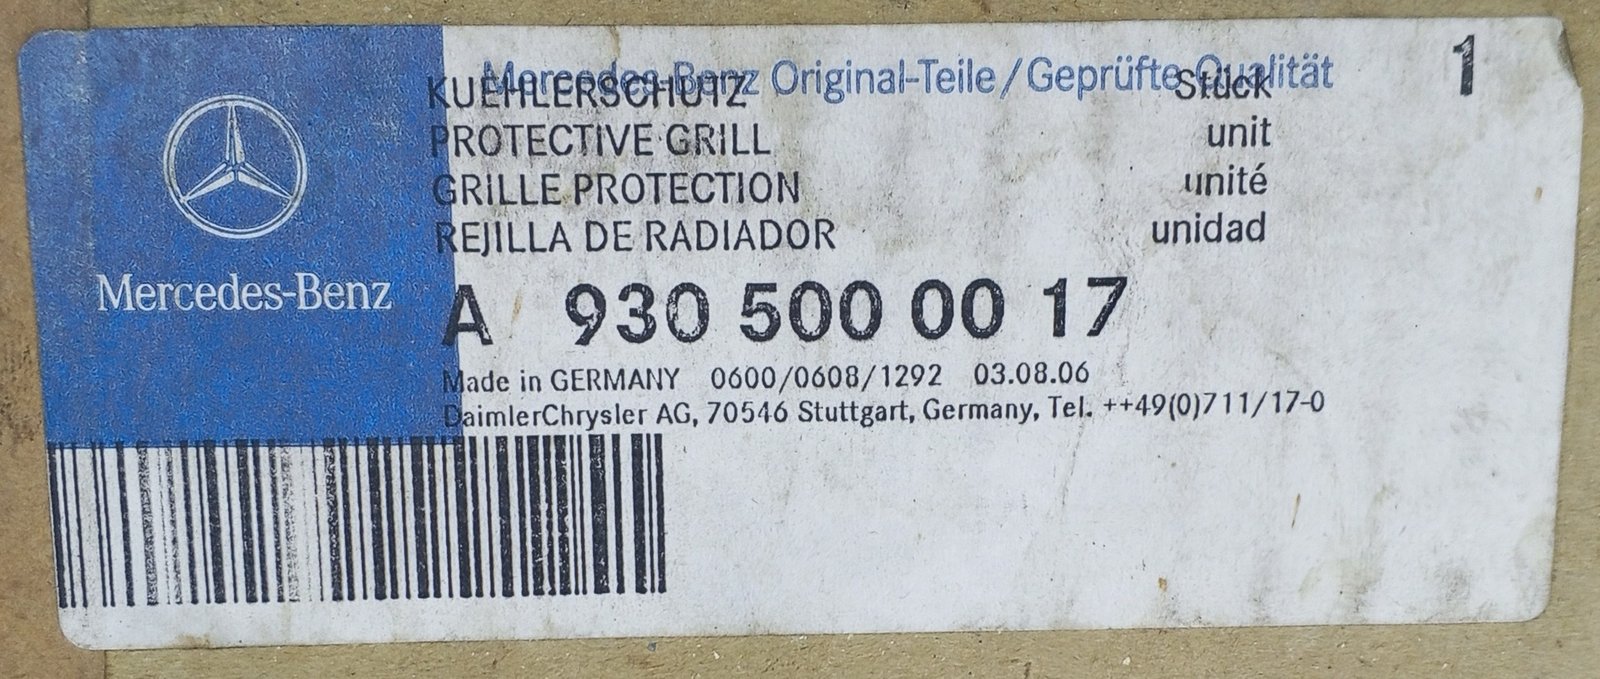 Mercedes-Benz Original-Teile/Geprüfte Qualität
KUEHLERSCHUTZ Stück 1
PROTECTIVE GRILL unit
GRILLE PROTECTION unité
REJILLA DE RADIADOR unidad
Mercedes-Benz
A 930 500 00 17
Made in GERMANY 0600/0608/1292 03.08.06
DaimlerChrysler AG, 70546 Stuttgart, Germany, Tel. ++49(0)711/17-0